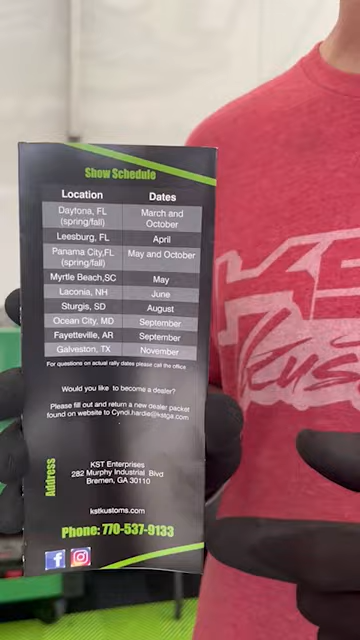 Show Schedule
Location Dates
Daytona, FL (spring/fall) March and October
Leesburg, FL April
Panama City,FL (spring/fall) May and October
Myrtle Beach,SC May
Laconia, NH June
Sturgis, SD August
Ocean City, MD September
Fayetteville, AR September
Galveston, TX November
For questions on actual rally dates please call the office
Would you like to become a dealer?
Please fill out and return a new dealer packet
found on website to Cyndi.hardie@kstga.com
Address
KST Enterprises
282 Murphy Industrial Blvd
Bremen, GA 30110
kstkustoms.com
Phone: 770-537-9133